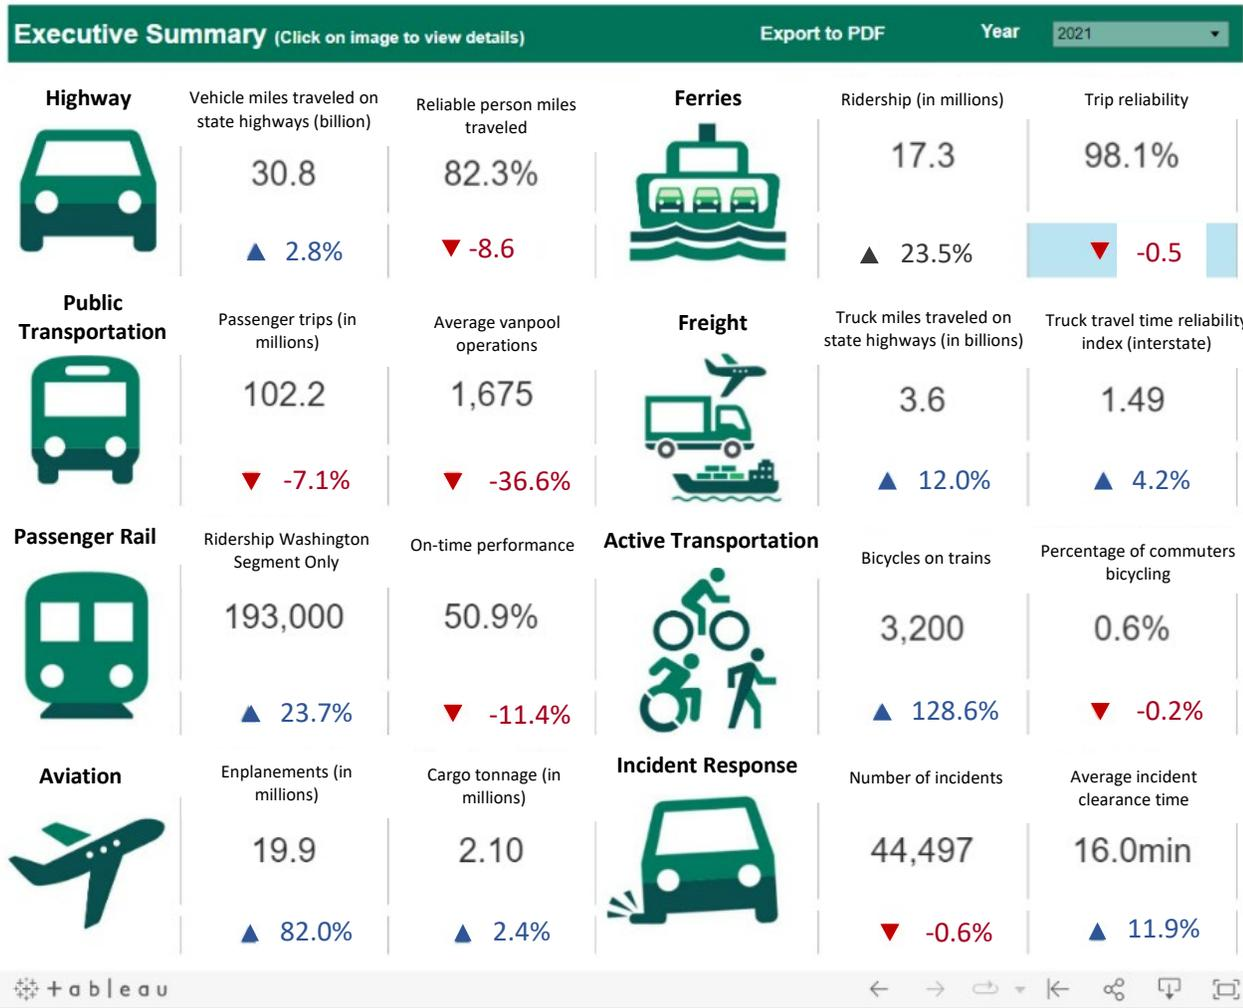 Executive Summary (Click on image to view details)
Export to PDF
Year
2021
Highway
Vehicle miles traveled on
state highways (billion)
30.8
▲ 2.8%
Reliable person miles
traveled
82.3%
▼ -8.6
Ferries
Ridership (in millions)
17.3
▲ 23.5%
Trip reliability
98.1%
▼ -0.5
Public
Transportation
Passenger trips (in
millions)
102.2
▼ -7.1%
Average vanpool
operations
1,675
▼ -36.6%
Freight
Truck miles traveled on
state highways (in billions)
3.6
▲ 12.0%
Truck travel time reliability
index (interstate)
1.49
▲ 4.2%
Passenger Rail
Ridership Washington
Segment Only
193,000
▲ 23.7%
On-time performance
50.9%
▼ -11.4%
Active Transportation
Bicycles on trains
3,200
▲ 128.6%
Percentage of commuters
bicycling
0.6%
▼ -0.2%
Aviation
Enplanements (in
millions)
19.9
▲ 82.0%
Cargo tonnage (in
millions)
2.10
▲ 2.4%
Incident Response
Number of incidents
44,497
▼ -0.6%
Average incident
clearance time
16.0min
▲ 11.9%
+ableau